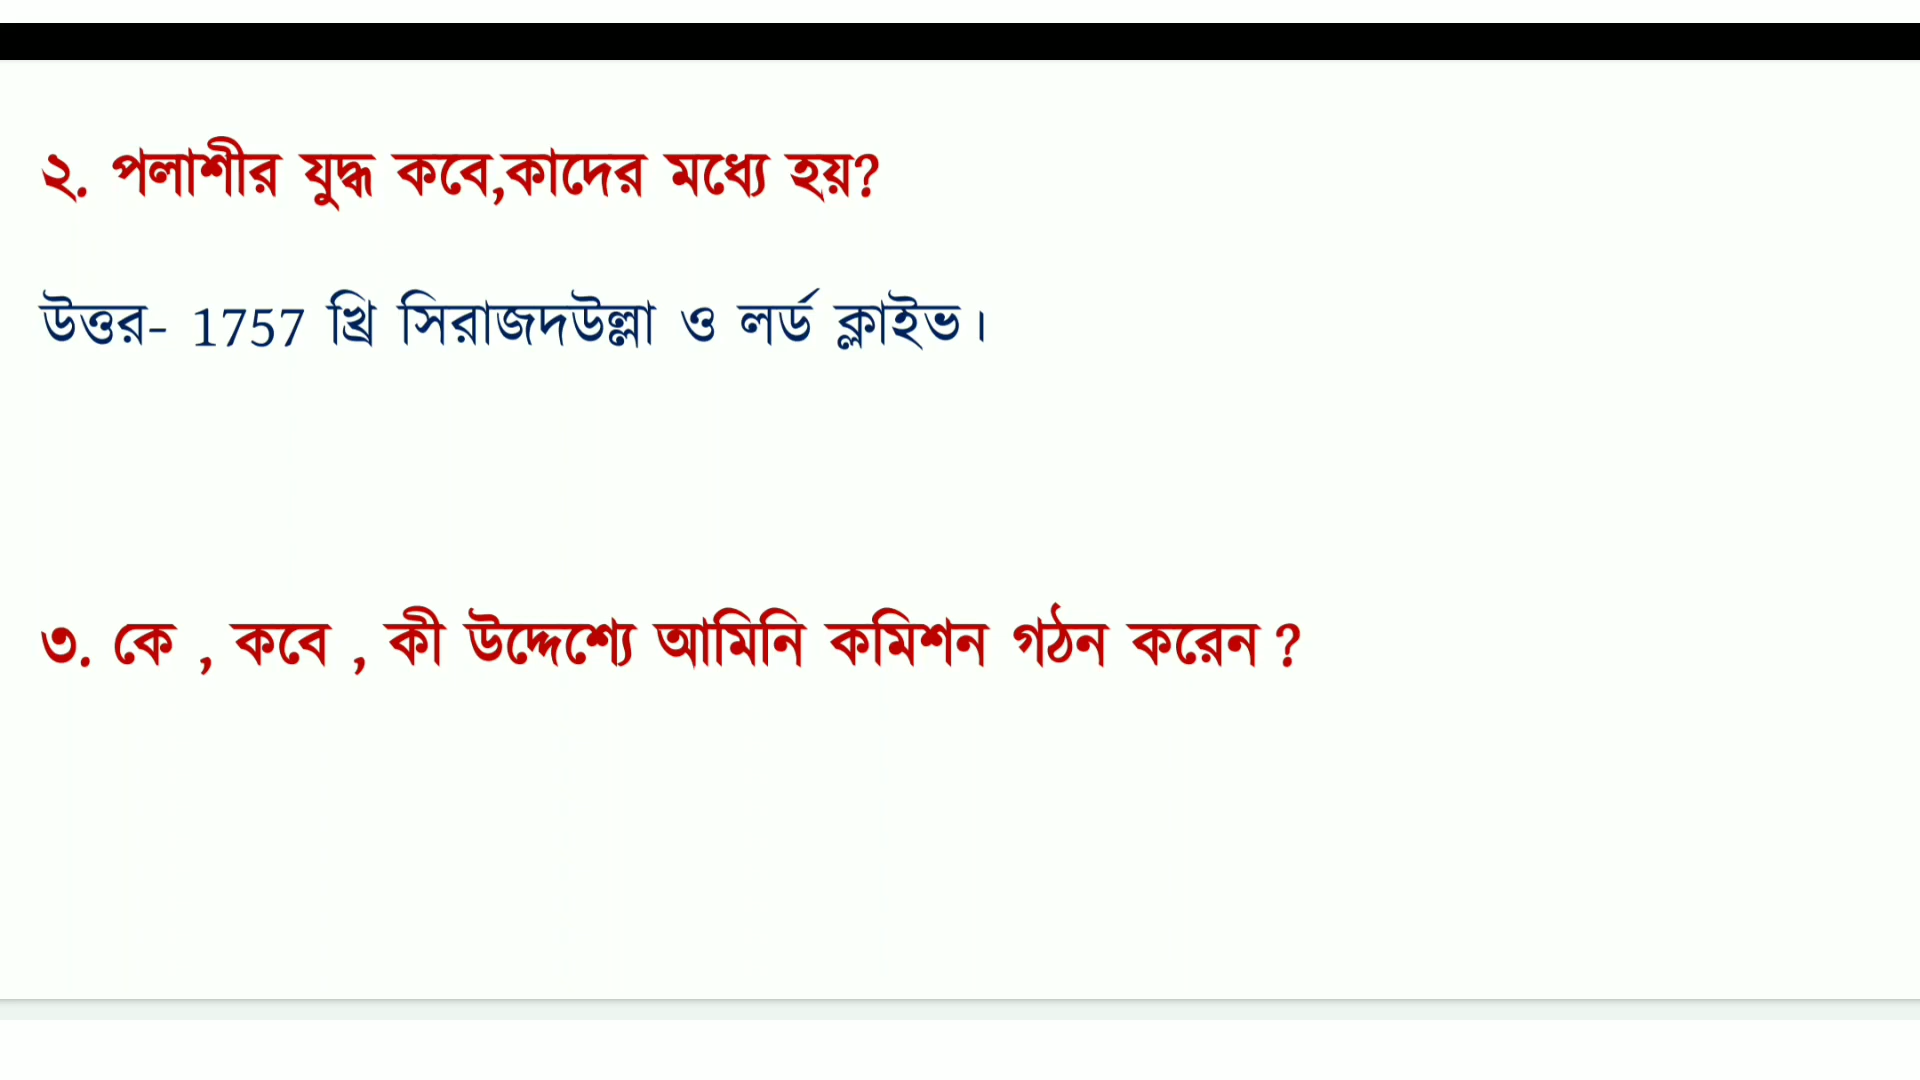 ২. পলাশীর যুদ্ধ কবে,কাদের মধ্যে হয়?
উত্তর- 1757 খ্রি সিরাজদউল্লা ও লর্ড ক্লাইভ।
৩. কে , কবে , কী উদ্দেশ্যে আমিনি কমিশন গঠন করেন ?